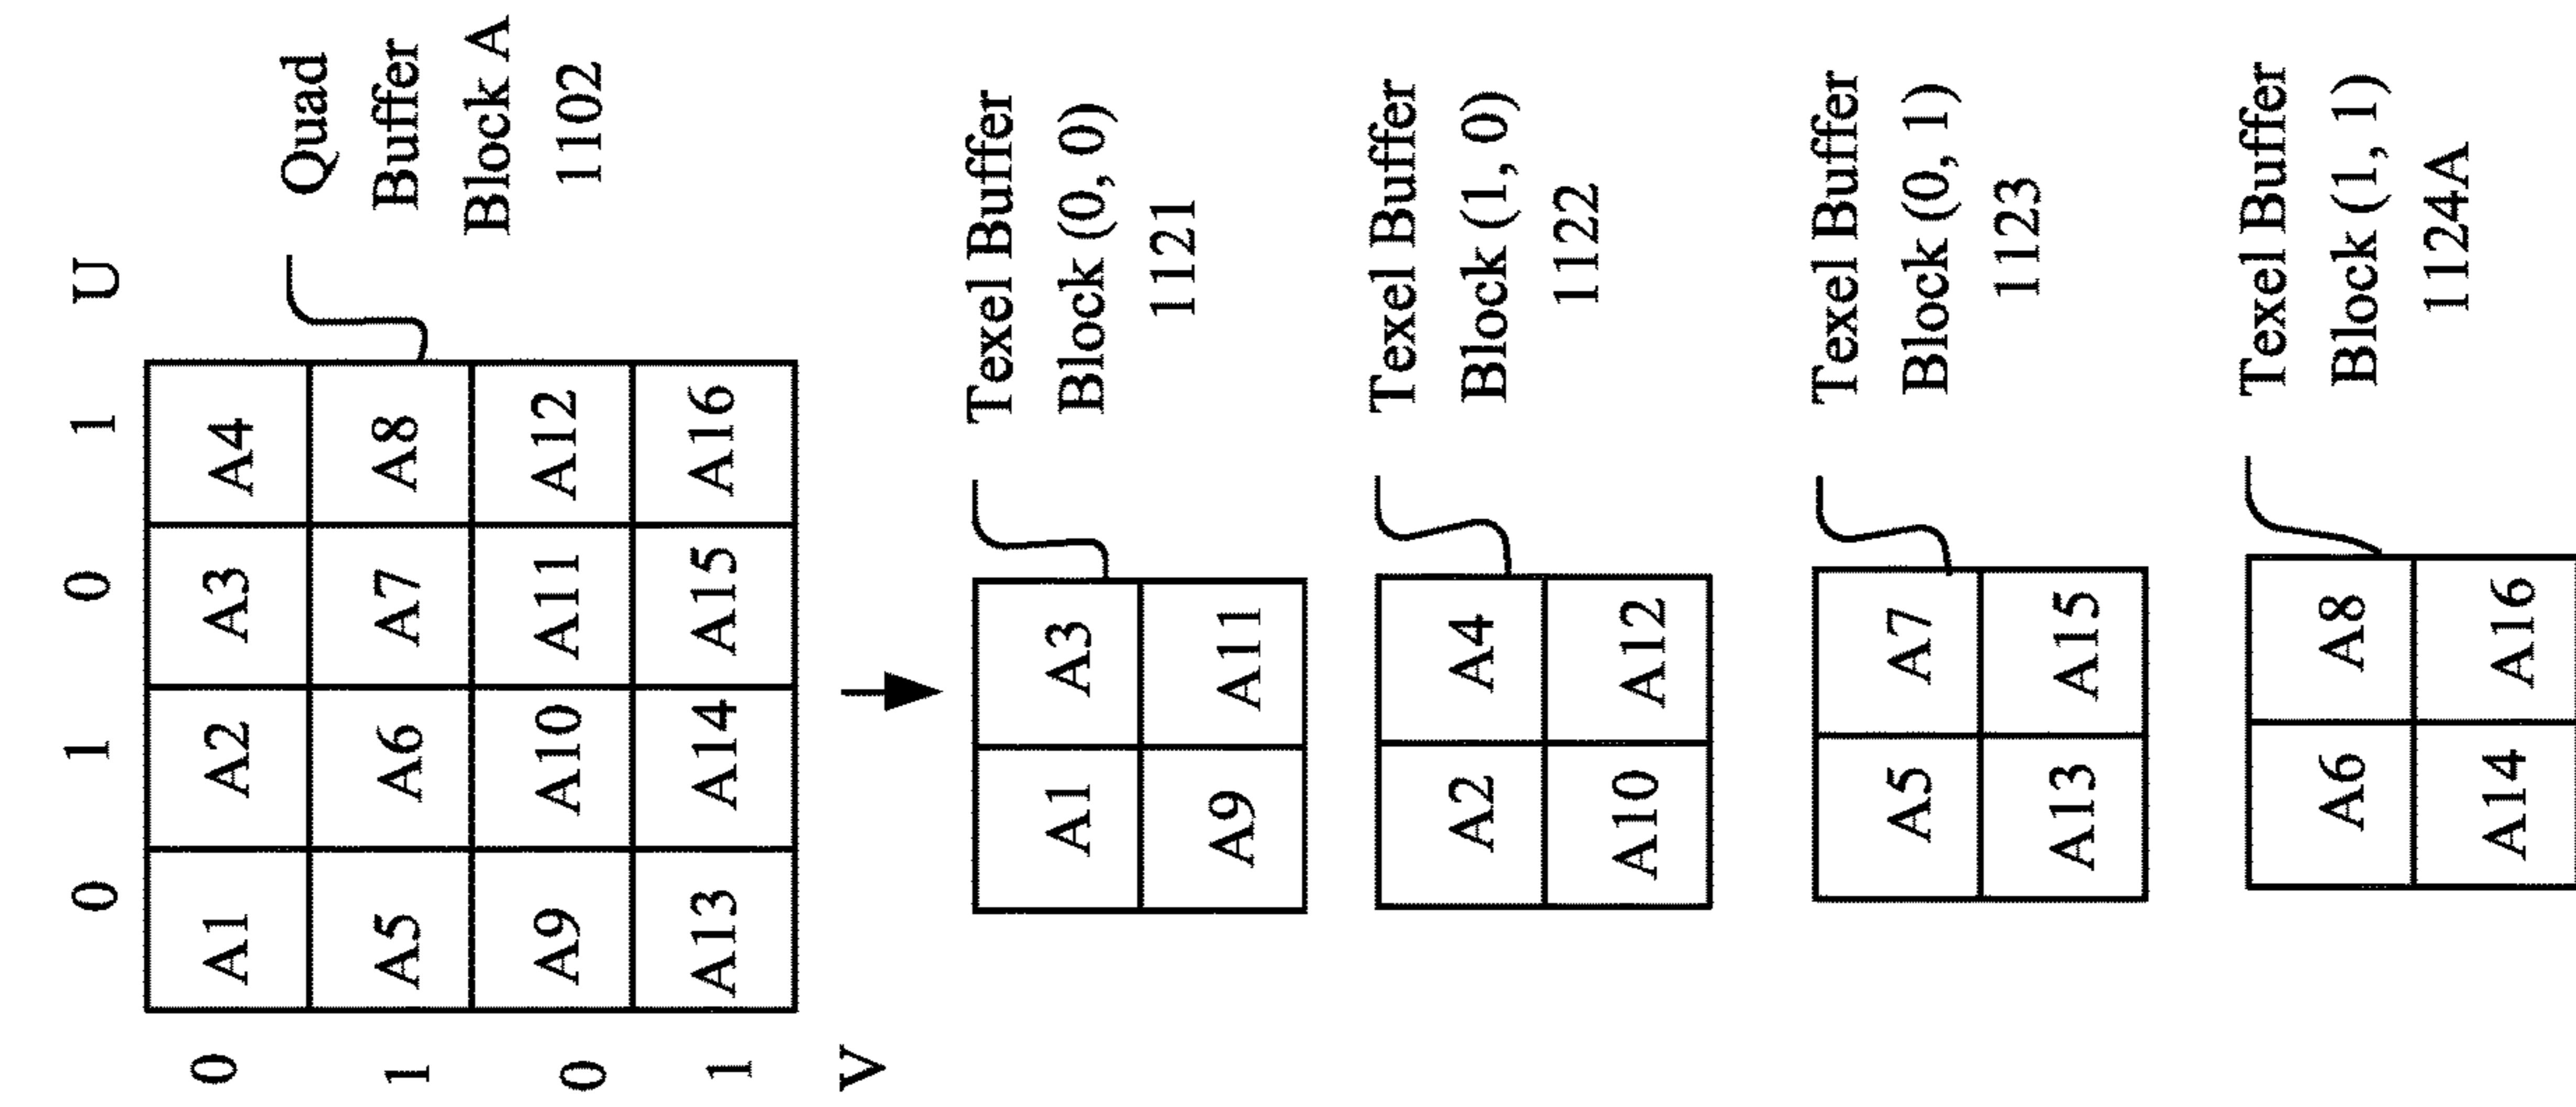 0 1 0 1 U
0 A1 A2 A3 A4
1 A5 A6 A7 A8
0 A9 A10 A11 A12
1 A13 A14 A15 A16
V
Quad
Buffer
Block A
1102
A1 A3
A9 A11
Texel Buffer
Block (0, 0)
1121
A2 A4
A10 A12
Texel Buffer
Block (1, 0)
1122
A5 A7
A13 A15
Texel Buffer
Block (0, 1)
1123
A6 A8
A14 A16
Texel Buffer
Block (1, 1)
1124A